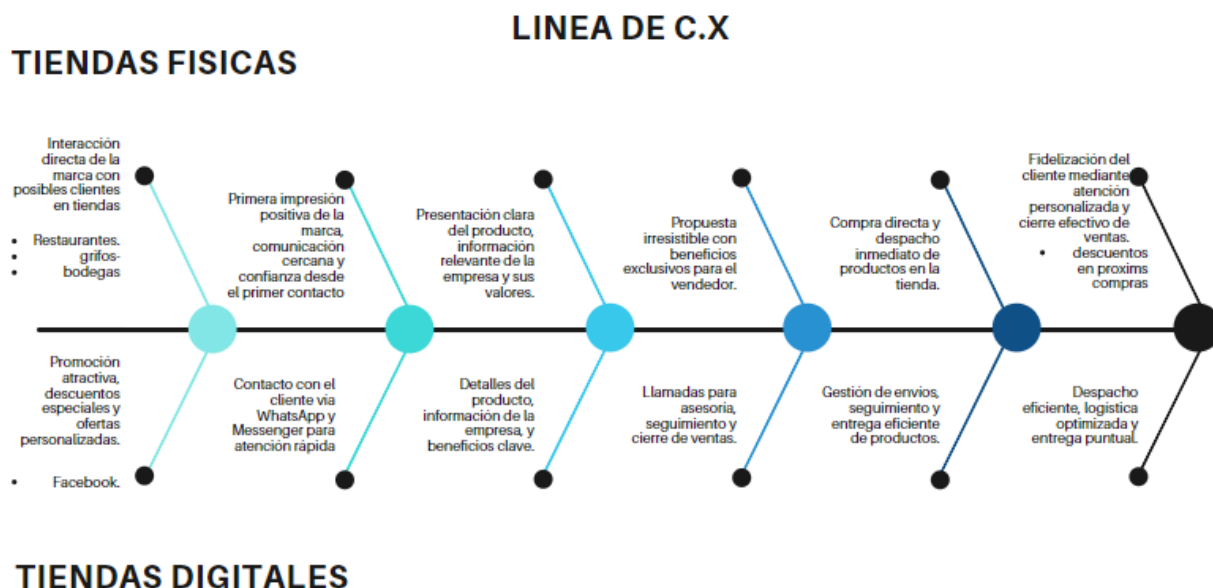 LINEA DE C.X
TIENDAS FISICAS
Interacción
directa de la
marca con
posibles clientes
en tiendas
• Restaurantes.
• grifos-
• bodegas
Primera impresión
positiva de la
marca,
comunicación
cercana y
confianza desde
el primer contacto
Presentación clara
del producto,
información
relevante de la
empresa y sus
valores.
Propuesta
irresistible con
beneficios
exclusivos para el
vendedor.
Compra directa y
despacho
inmediato de
productos en la
tienda.
Fidelización del
cliente mediante
atención
personalizada y
cierre efectivo de
ventas.
• descuentos
en proxims
compras
Promoción
atractiva,
descuentos
especiales y
ofertas
personalizadas.
• Facebook.
Contacto con el
cliente vía
WhatsApp y
Messenger para
atención rápida
Detalles del
producto,
información de la
empresa, y
beneficios clave.
Llamadas para
asesoría,
seguimiento y
cierre de ventas.
Gestión de envíos,
seguimiento y
entrega eficiente
de productos.
Despacho
eficiente, logística
optimizada y
entrega puntual.
TIENDAS DIGITALES